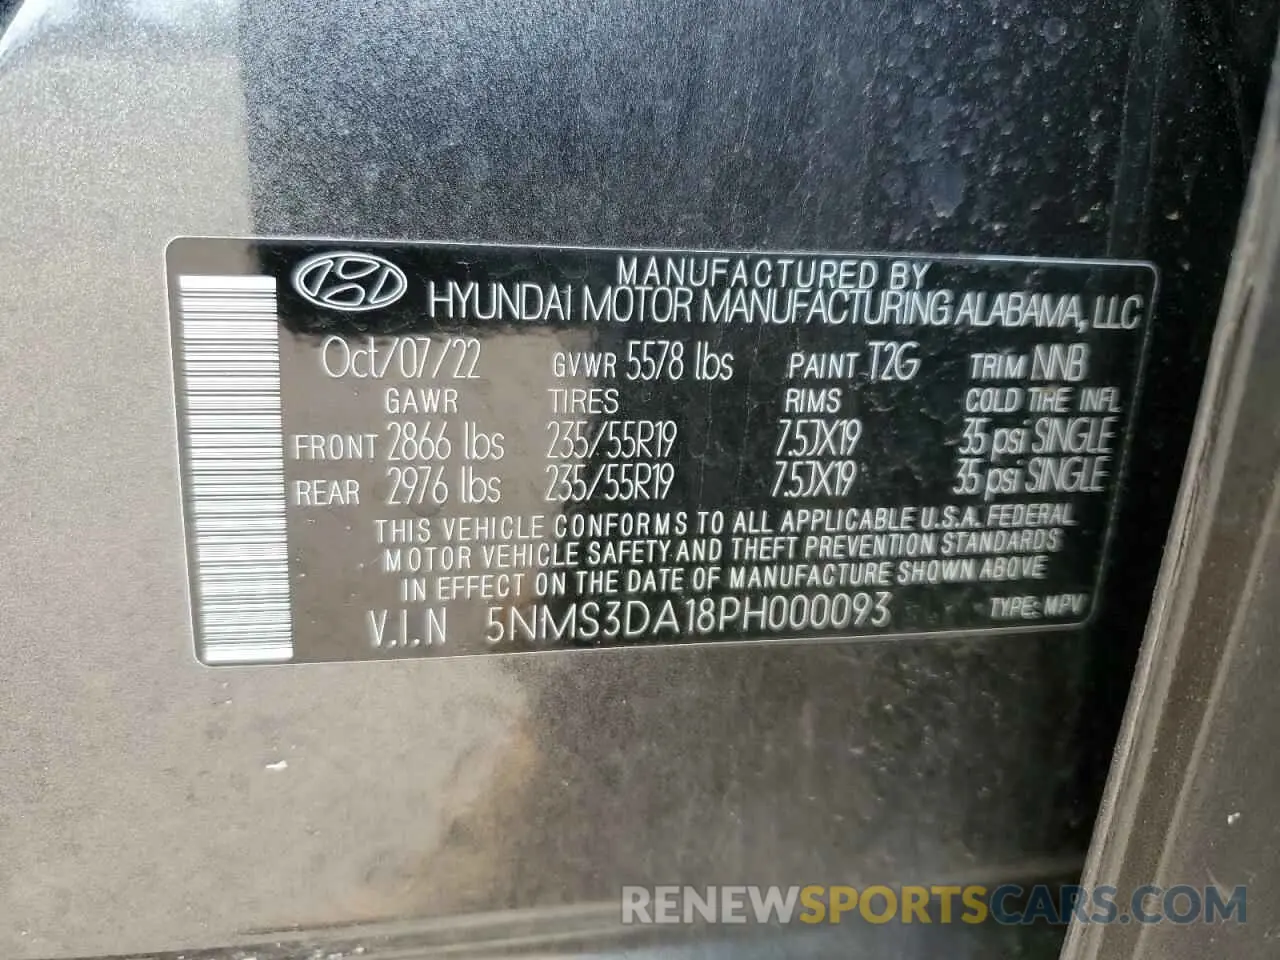 MANUFACTURED BY
HYUNDAI MOTOR MANUFACTURING ALABAMA, LLC
Oct/07/22 GVWR 5578 lbs PAINT T2G TRIM NNB
GAWR TIRES RIMS COLD TIRE INFL
FRONT 2866 lbs 235/55R19 7.5JX19 35 psi SINGLE
REAR 2976 lbs 235/55R19 7.5JX19 35 psi SINGLE
THIS VEHICLE CONFORMS TO ALL APPLICABLE U.S.A. FEDERAL
MOTOR VEHICLE SAFETY AND THEFT PREVENTION STANDARDS
IN EFFECT ON THE DATE OF MANUFACTURE SHOWN ABOVE
V.I.N 5NMS3DA18PH000093 TYPE: MPV
RENEWSPORTSCARS.COM